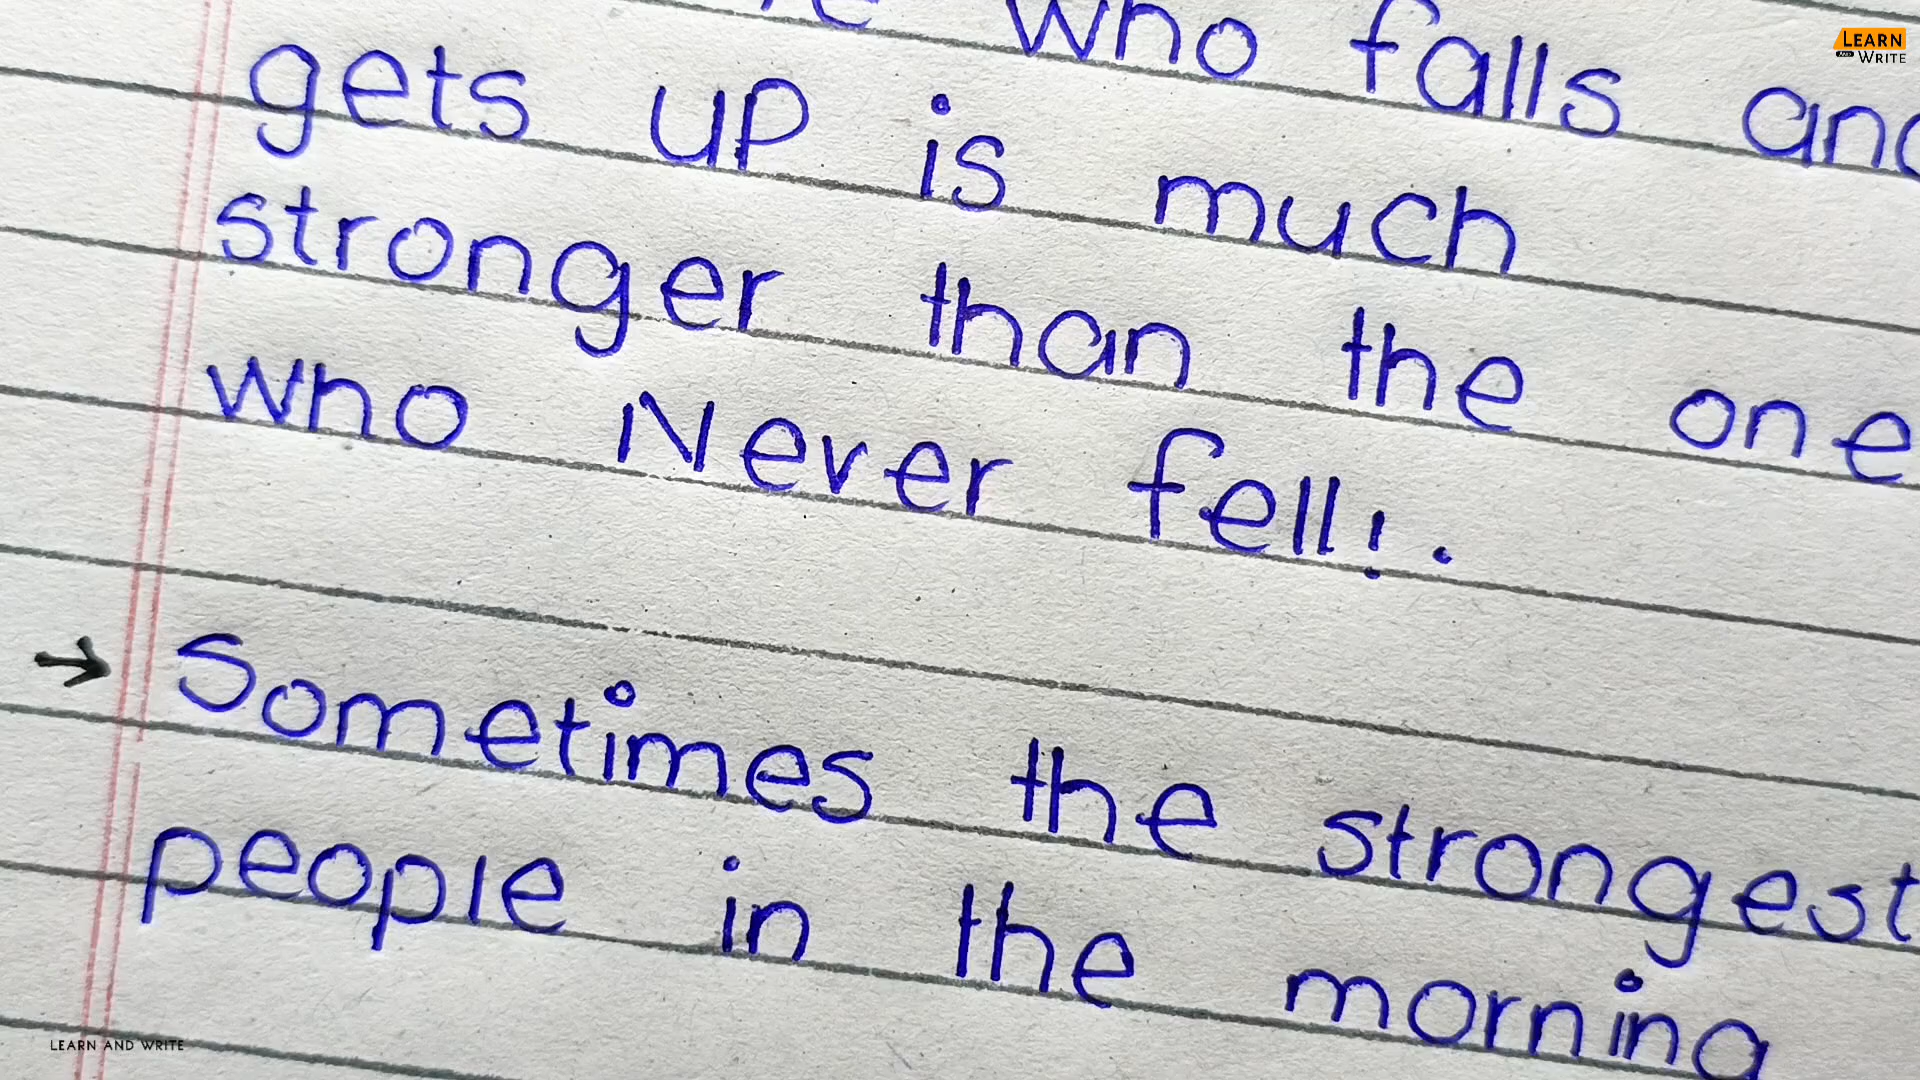 who falls and
gets up is much
stronger than the one
who Never fell!.
→ Sometimes the strongest
people in the morning
LEARN
AND WRITE
LEARN AND WRITE